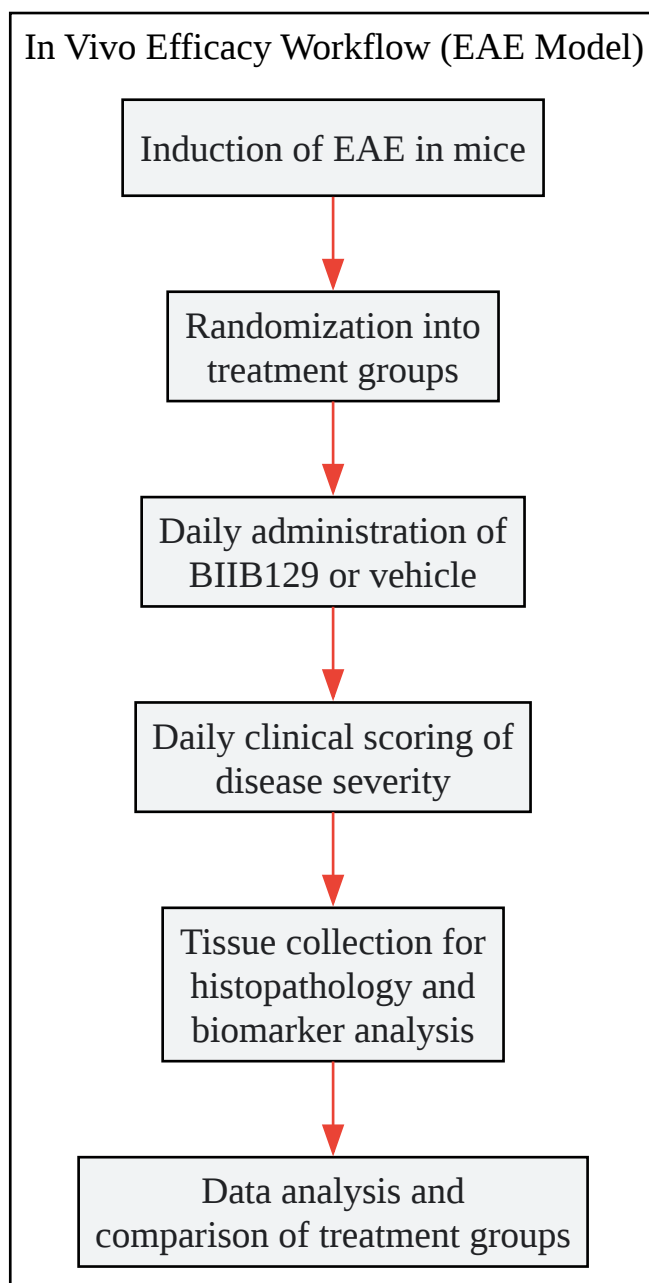 In Vivo Efficacy Workflow (EAE Model)
Induction of EAE in mice
Randomization into
treatment groups
Daily administration of
BIIB129 or vehicle
Daily clinical scoring of
disease severity
Tissue collection for
histopathology and
biomarker analysis
Data analysis and
comparison of treatment groups